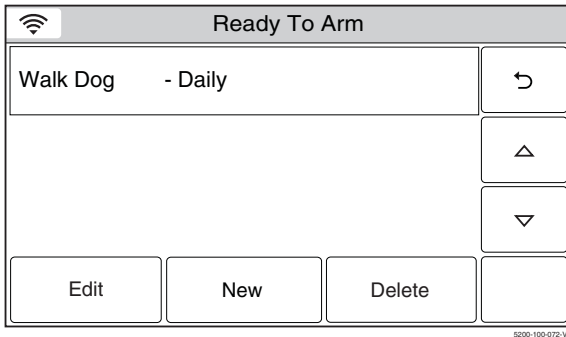 Ready To Arm
Walk Dog - Daily
Edit New Delete
5200-100-072-V